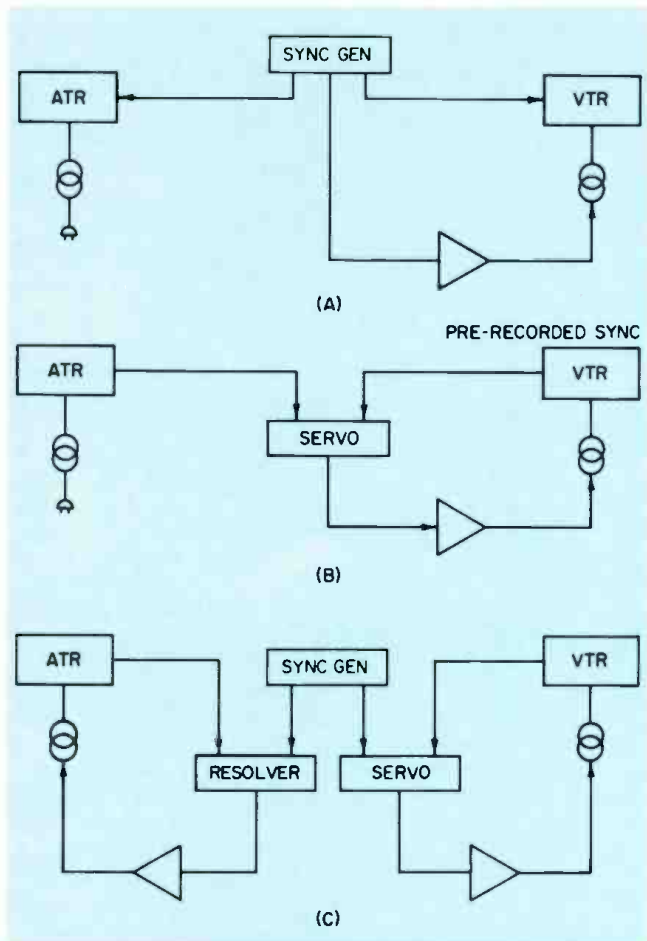 SYNC GEN
ATR
VTR
(A)
PRE-RECORDED SYNC
ATR
VTR
SERVO
(B)
ATR
SYNC GEN
VTR
RESOLVER
SERVO
(C)